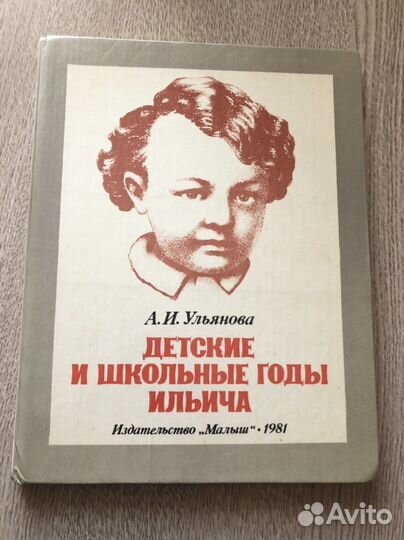 А. И. Ульянова
ДЕТСКИЕ
И ШКОЛЬНЫЕ ГОДЫ
ИЛЬИЧА
Издательство „Малыш“ • 1981
Avito